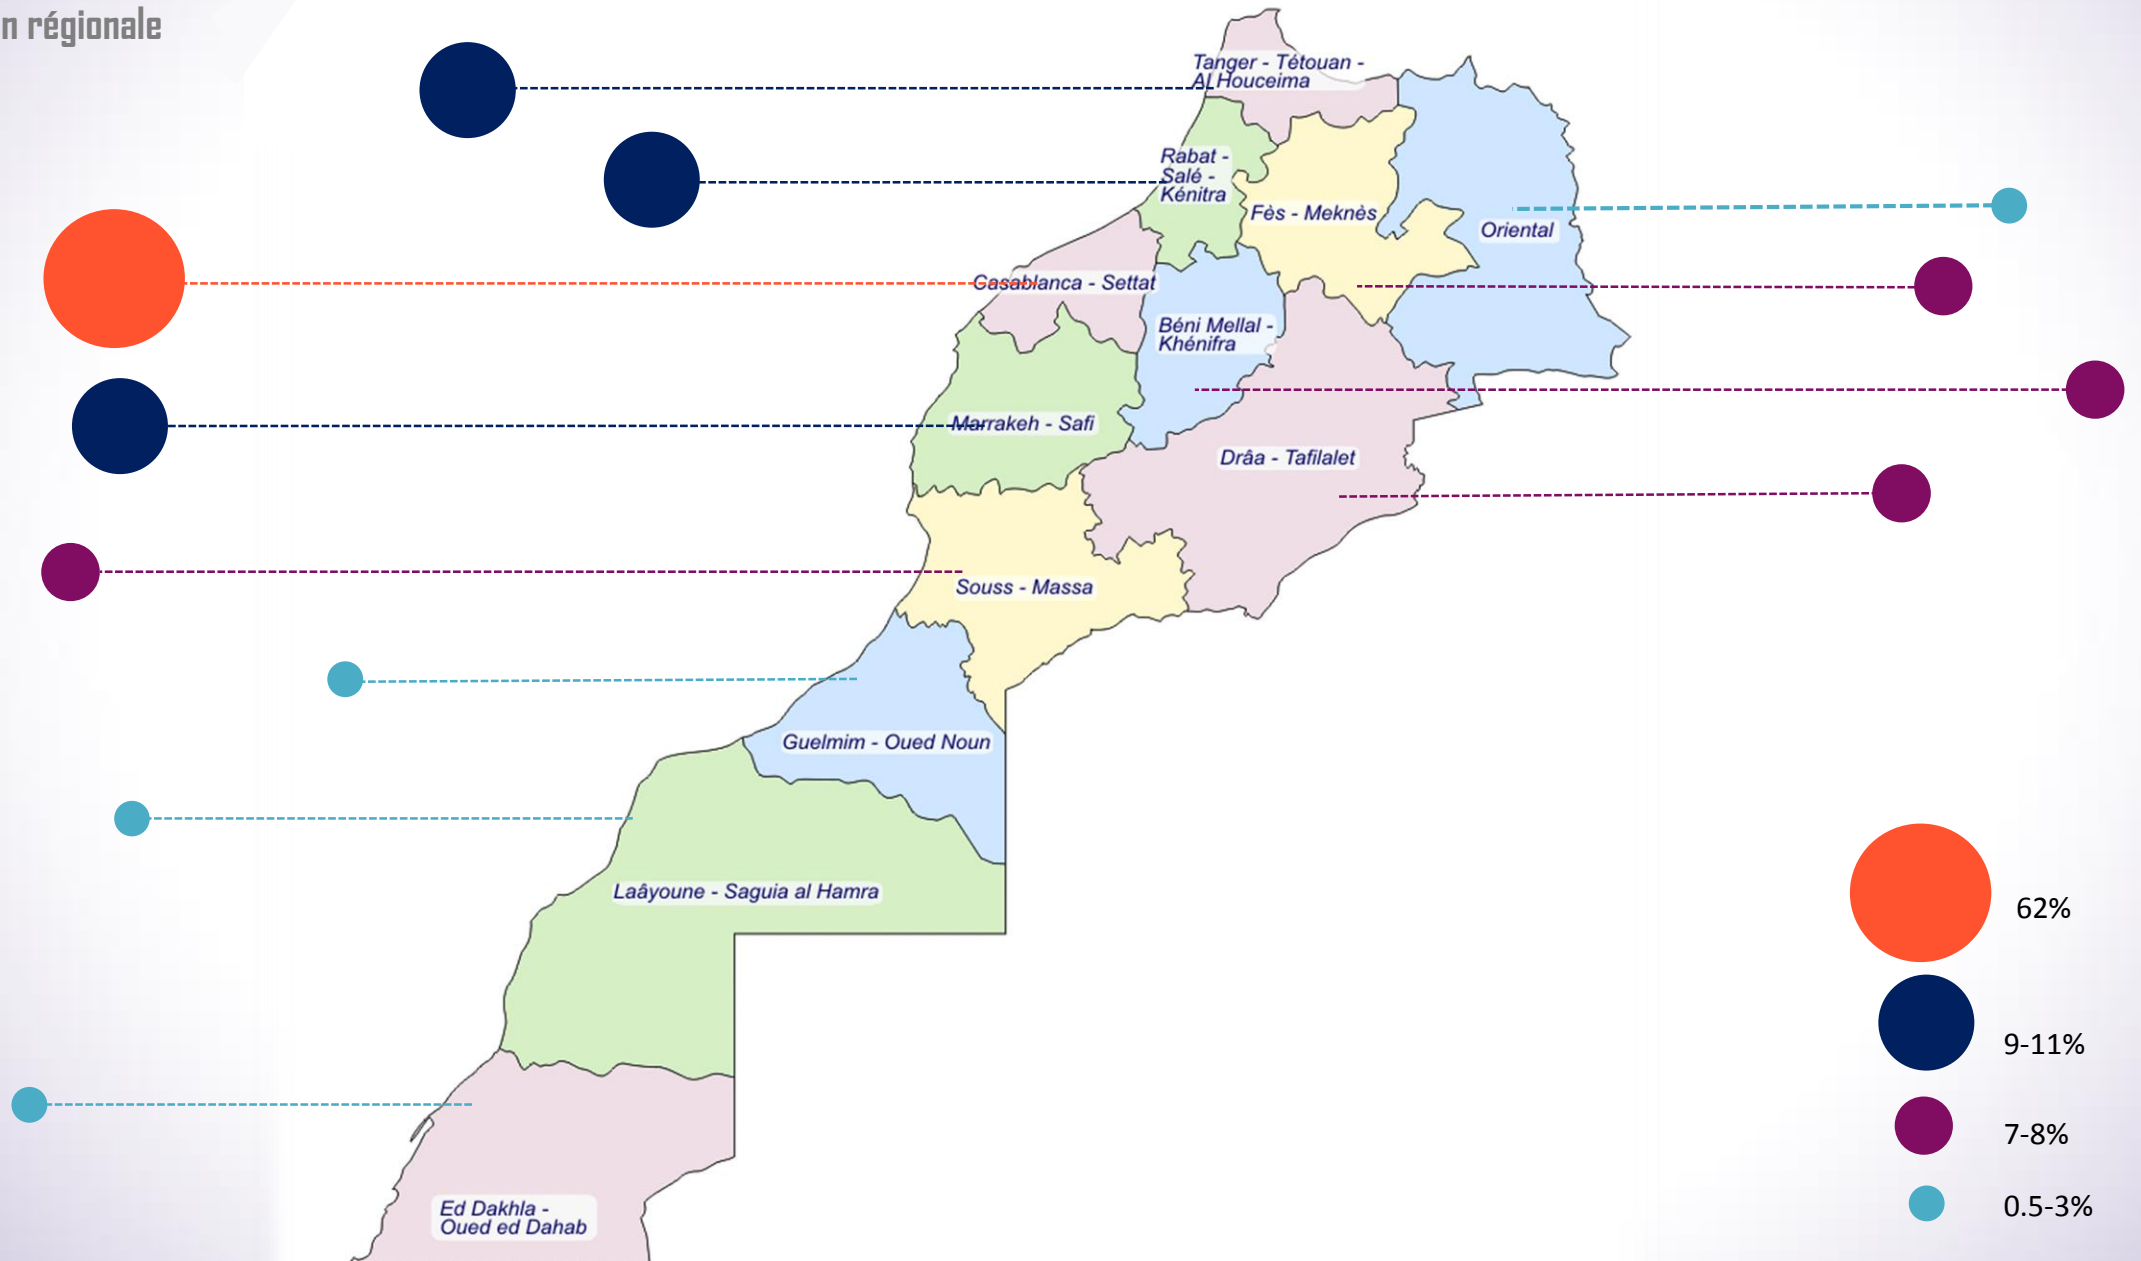 n régionale
Tanger - Tétouan -
Al Houceima
Rabat -
Salé -
Kénitra
Fès - Meknès
Oriental
Casablanca - Settat
Béni Mellal -
Khénifra
Marrakeh - Safi
Drâa - Tafilalet
Souss - Massa
Guelmim - Oued Noun
Laâyoune - Saguia al Hamra
Ed Dakhla -
Oued ed Dahab
62%
9-11%
7-8%
0.5-3%